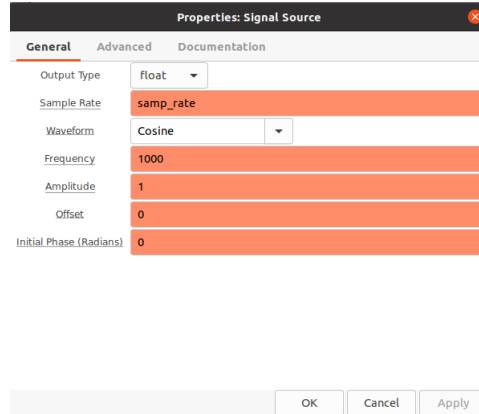 Properties: Signal Source
General Advanced Documentation
Output Type float
Sample Rate samp_rate
Waveform Cosine
Frequency 1000
Amplitude 1
Offset 0
Initial Phase (Radians) 0
OK Cancel Apply